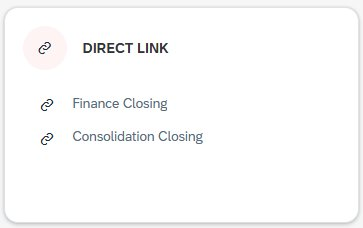 DIRECT LINK
Finance Closing
Consolidation Closing